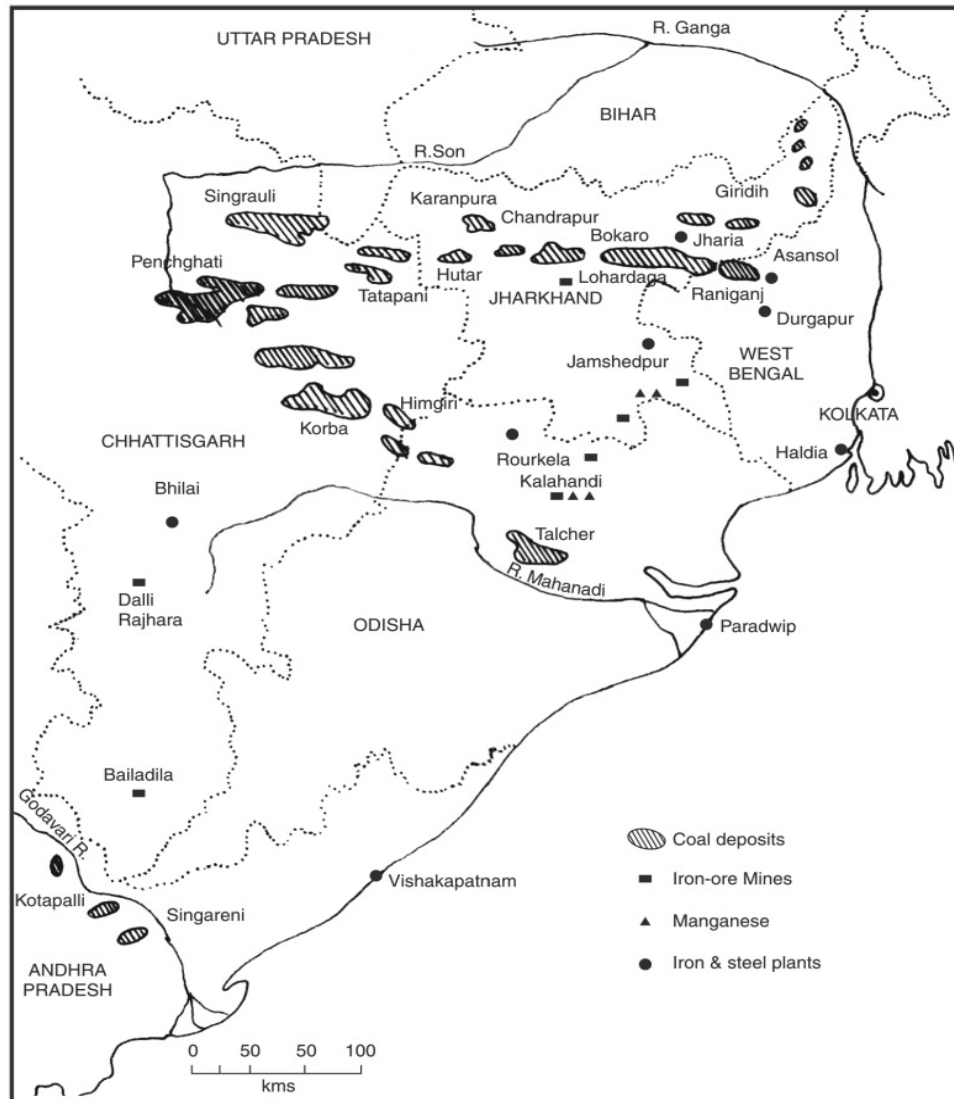 UTTAR PRADESH
R. Ganga
BIHAR
R.Son
Singrauli
Karanpura
Giridih
Chandrapur
Bokaro
Jharia
Penchghati
Asansol
Tatapani
Hutar
Lohardaga
JHARKHAND
Raniganj
Durgapur
Jamshedpur
WEST
BENGAL
Himgiri
KOLKATA
Korba
CHHATTISGARH
Rourkela
Haldia
Kalahandi
Bhilai
Talcher
R. Mahanadi
Dalli
Rajhara
ODISHA
Paradwip
Bailadila
Godavari R.
Coal deposits
Vishakapatnam
Iron-ore Mines
Kotapalli
Singareni
Manganese
ANDHRA
PRADESH
Iron & steel plants
0 50 50 100
kms